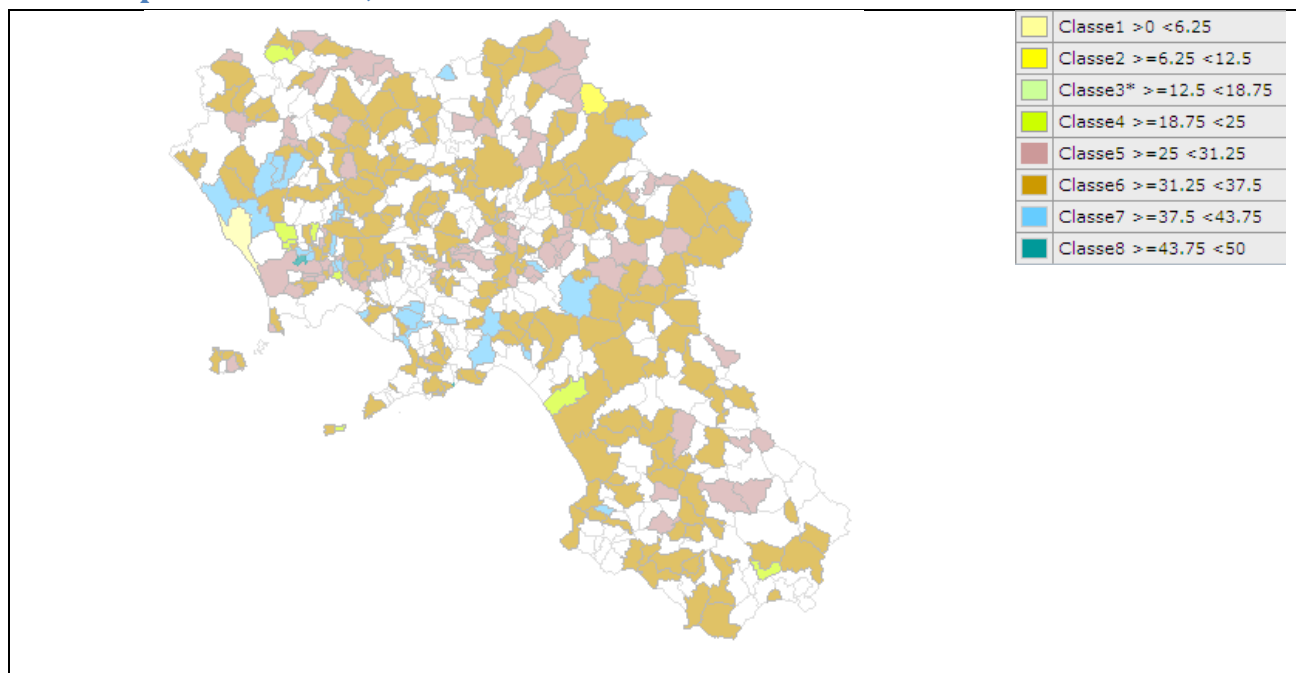 Classe1 >0 <6.25
Classe2 >=6.25 <12.5
Classe3* >=12.5 <18.75
Classe4 >=18.75 <25
Classe5 >=25 <31.25
Classe6 >=31.25 <37.5
Classe7 >=37.5 <43.75
Classe8 >=43.75 <50